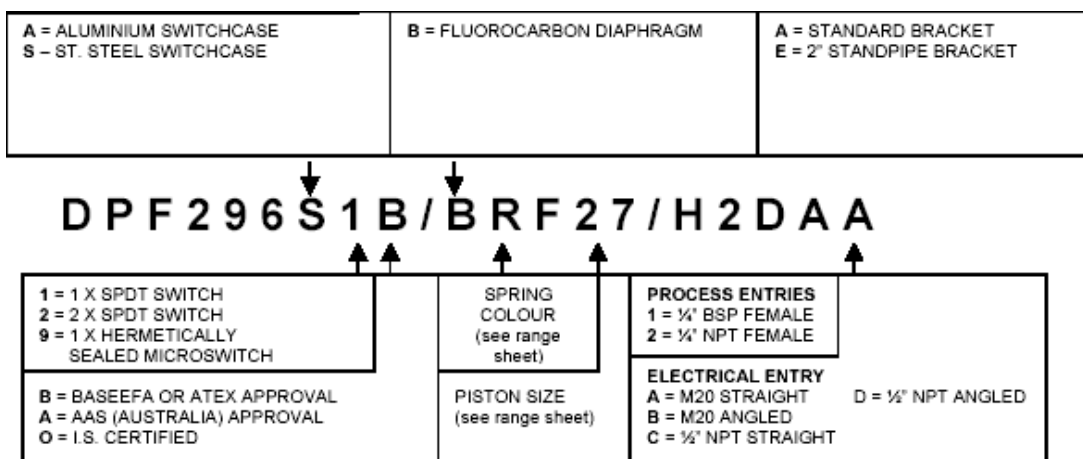 A = ALUMINIUM SWITCHCASE
S – ST. STEEL SWITCHCASE
B = FLUOROCARBON DIAPHRAGM
A = STANDARD BRACKET
E = 2" STANDPIPE BRACKET
DPF296S1B/BRF27/H2DAA
1 = 1 X SPDT SWITCH
2 = 2 X SPDT SWITCH
9 = 1 X HERMETICALLY
SEALED MICROSWITCH
B = BASEEFA OR ATEX APPROVAL
A = AAS (AUSTRALIA) APPROVAL
O = I.S. CERTIFIED
SPRING
COLOUR
(see range
sheet)
PISTON SIZE
(see range sheet)
PROCESS ENTRIES
1 = ¼" BSP FEMALE
2 = ¼" NPT FEMALE
ELECTRICAL ENTRY
A = M20 STRAIGHT
B = M20 ANGLED
C = ½" NPT STRAIGHT
D = ½" NPT ANGLED